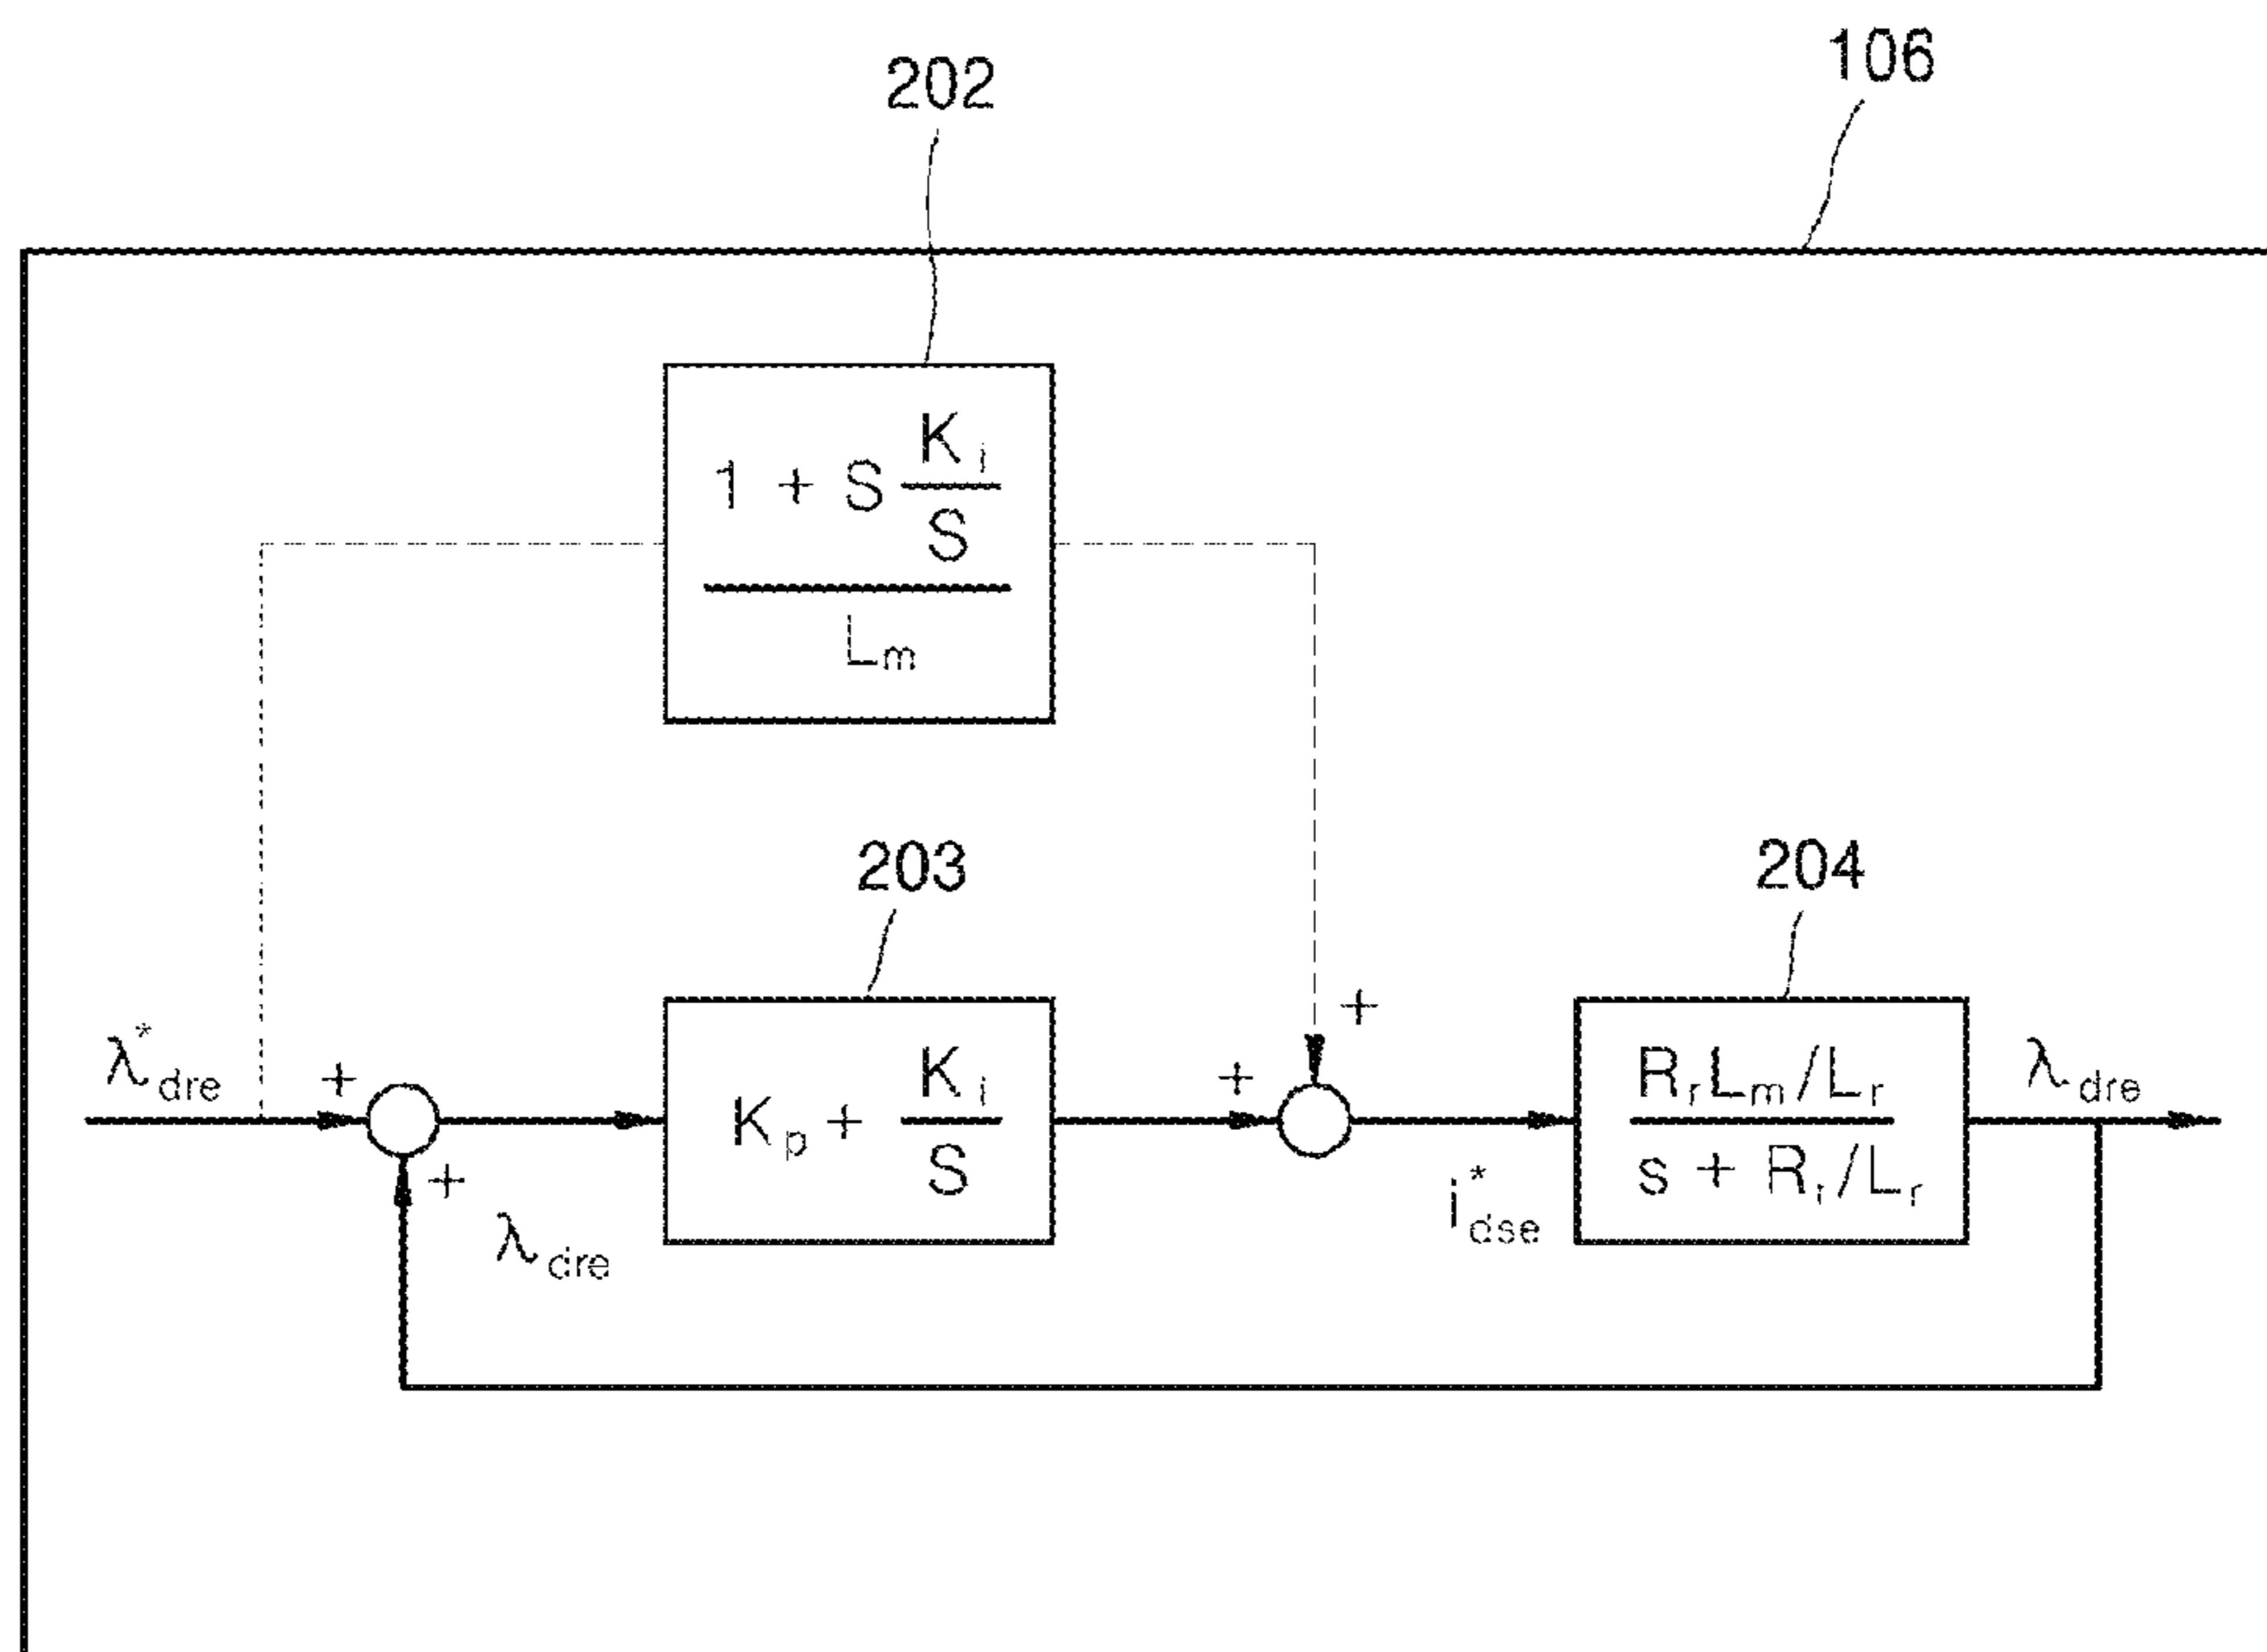 106
202
1 + S K_i/S
L_m
203
204
λ*_dre
+
+
λ_dre
K_p + K_i/S
+
+
i*_dse
R_r L_m / L_r
s + R_r / L_r
λ_dre